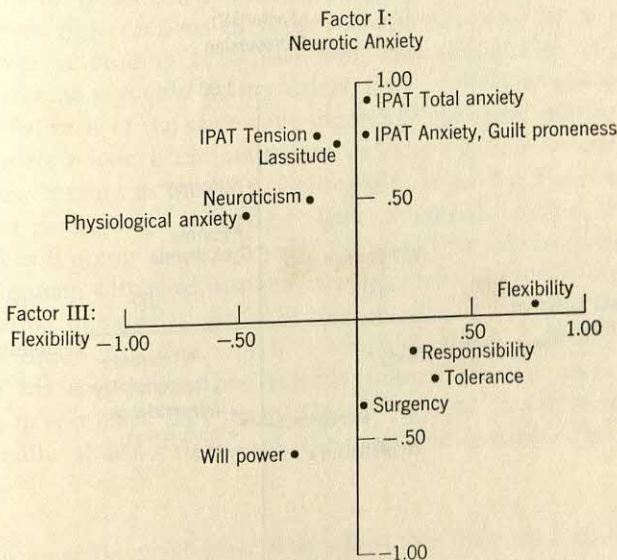 Factor I:
Neurotic Anxiety
1.00
IPAT Total anxiety
IPAT Tension
IPAT Anxiety, Guilt proneness
Lassitude
Neuroticism
.50
Physiological anxiety
Flexibility
Factor III:
Flexibility
−1.00
−.50
.50
1.00
Responsibility
Tolerance
Surgency
−.50
Will power
−1.00